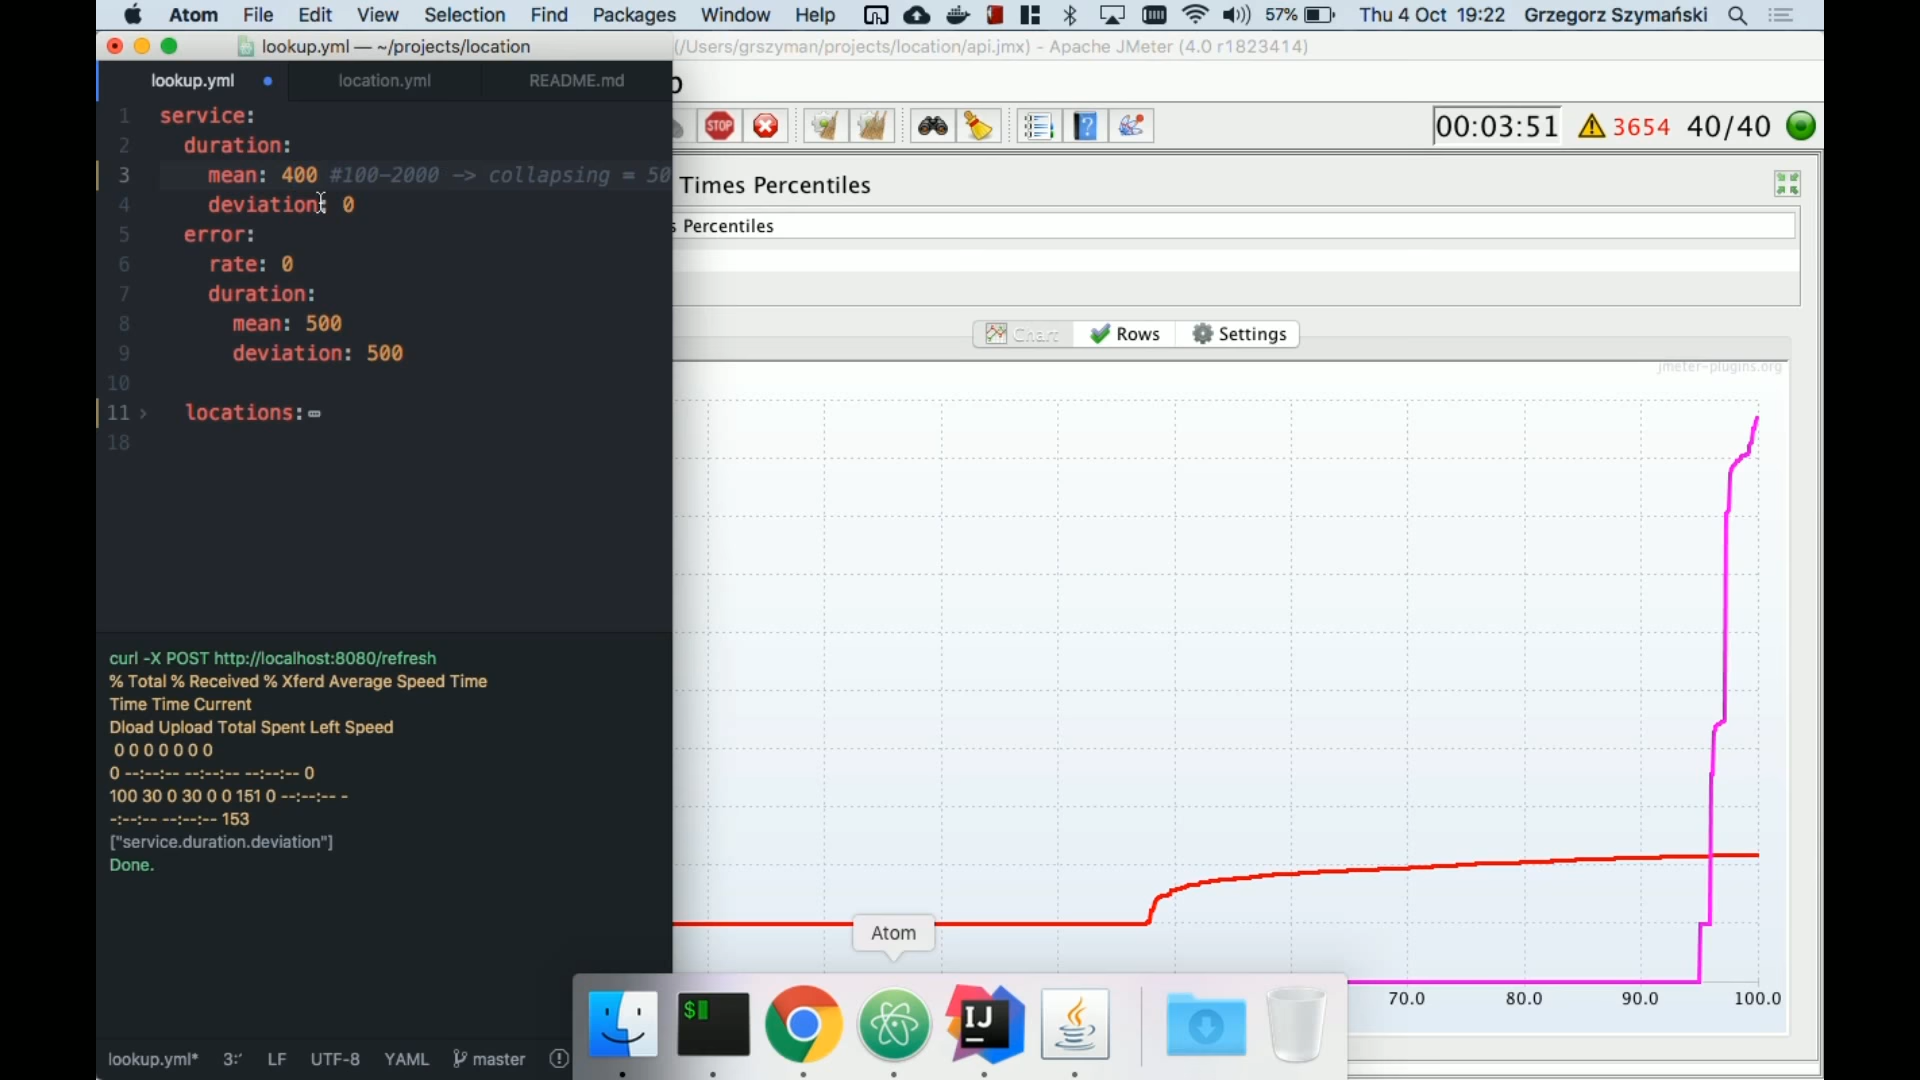 Atom File Edit View Selection Find Packages Window Help 57% Thu 4 Oct 19:22 Grzegorz Szymański
lookup.yml — ~/projects/location
(/Users/grszyman/projects/location/api.jmx) - Apache JMeter (4.0 r1823414)
lookup.yml location.yml README.md
STOP 00:03:51 3654 40/40
1 service:
2 duration:
3 mean: 400 #100-2000 -> collapsing = 50
4 deviation: 0
5 error:
6 rate: 0
7 duration:
8 mean: 500
9 deviation: 500
10
11 locations:
18
Times Percentiles
s Percentiles
Chart Rows Settings
jmeter-plugins.org
curl -X POST http://localhost:8080/refresh
% Total % Received % Xferd Average Speed Time
Time Time Current
Dload Upload Total Spent Left Speed
0 0 0 0 0 0 0
0 --:--:-- --:--:-- --:--:-- 0
100 30 0 30 0 0 151 0 --:--:-- -
-:--:-- --:--:-- 153
["service.duration.deviation"]
Done.
Atom
70.0 80.0 90.0 100.0
$
IJ
lookup.yml* 3: LF UTF-8 YAML master